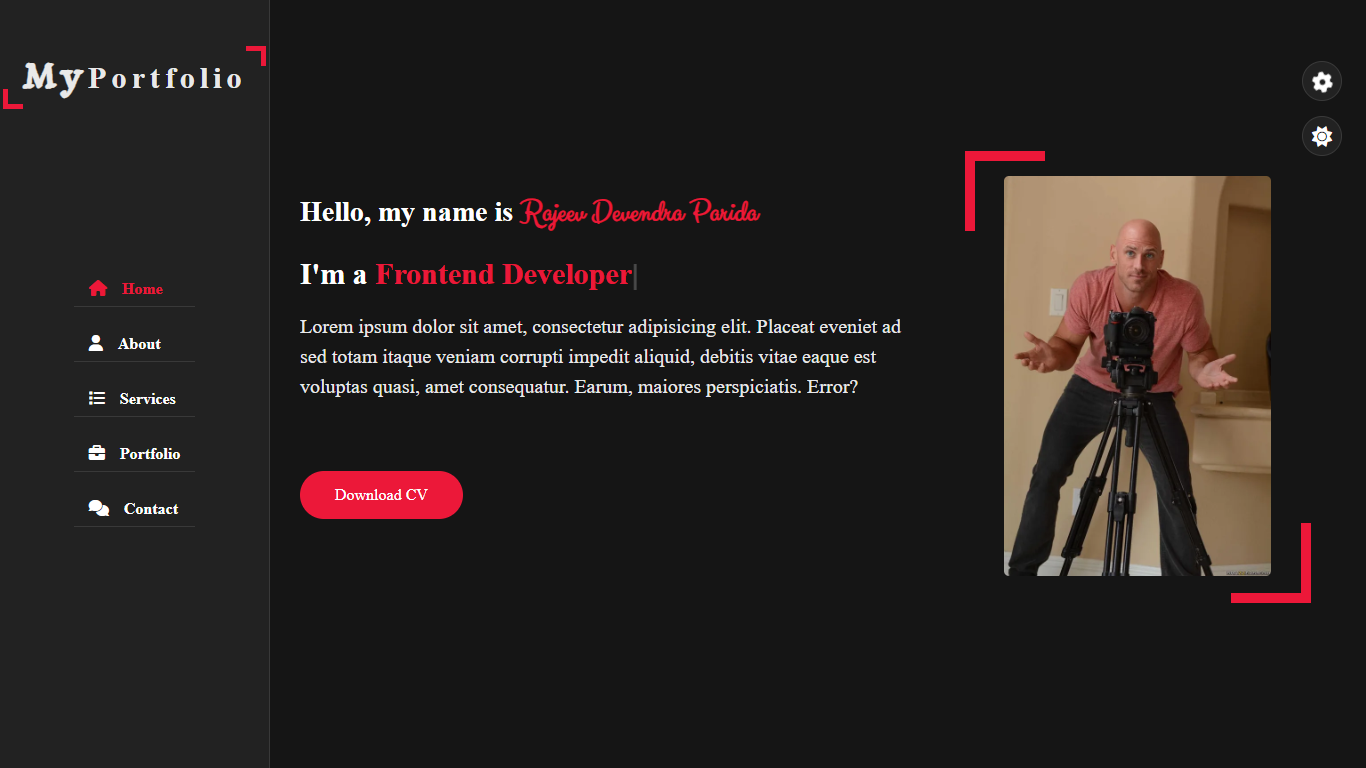 My Portfolio
Home
About
Services
Portfolio
Contact
Hello, my name is Rajeev Devendra Parida
I'm a Frontend Developer|
Lorem ipsum dolor sit amet, consectetur adipisicing elit. Placeat eveniet ad
sed totam itaque veniam corrupti impedit aliquid, debitis vitae eaque est
voluptas quasi, amet consequatur. Earum, maiores perspiciatis. Error?
Download CV